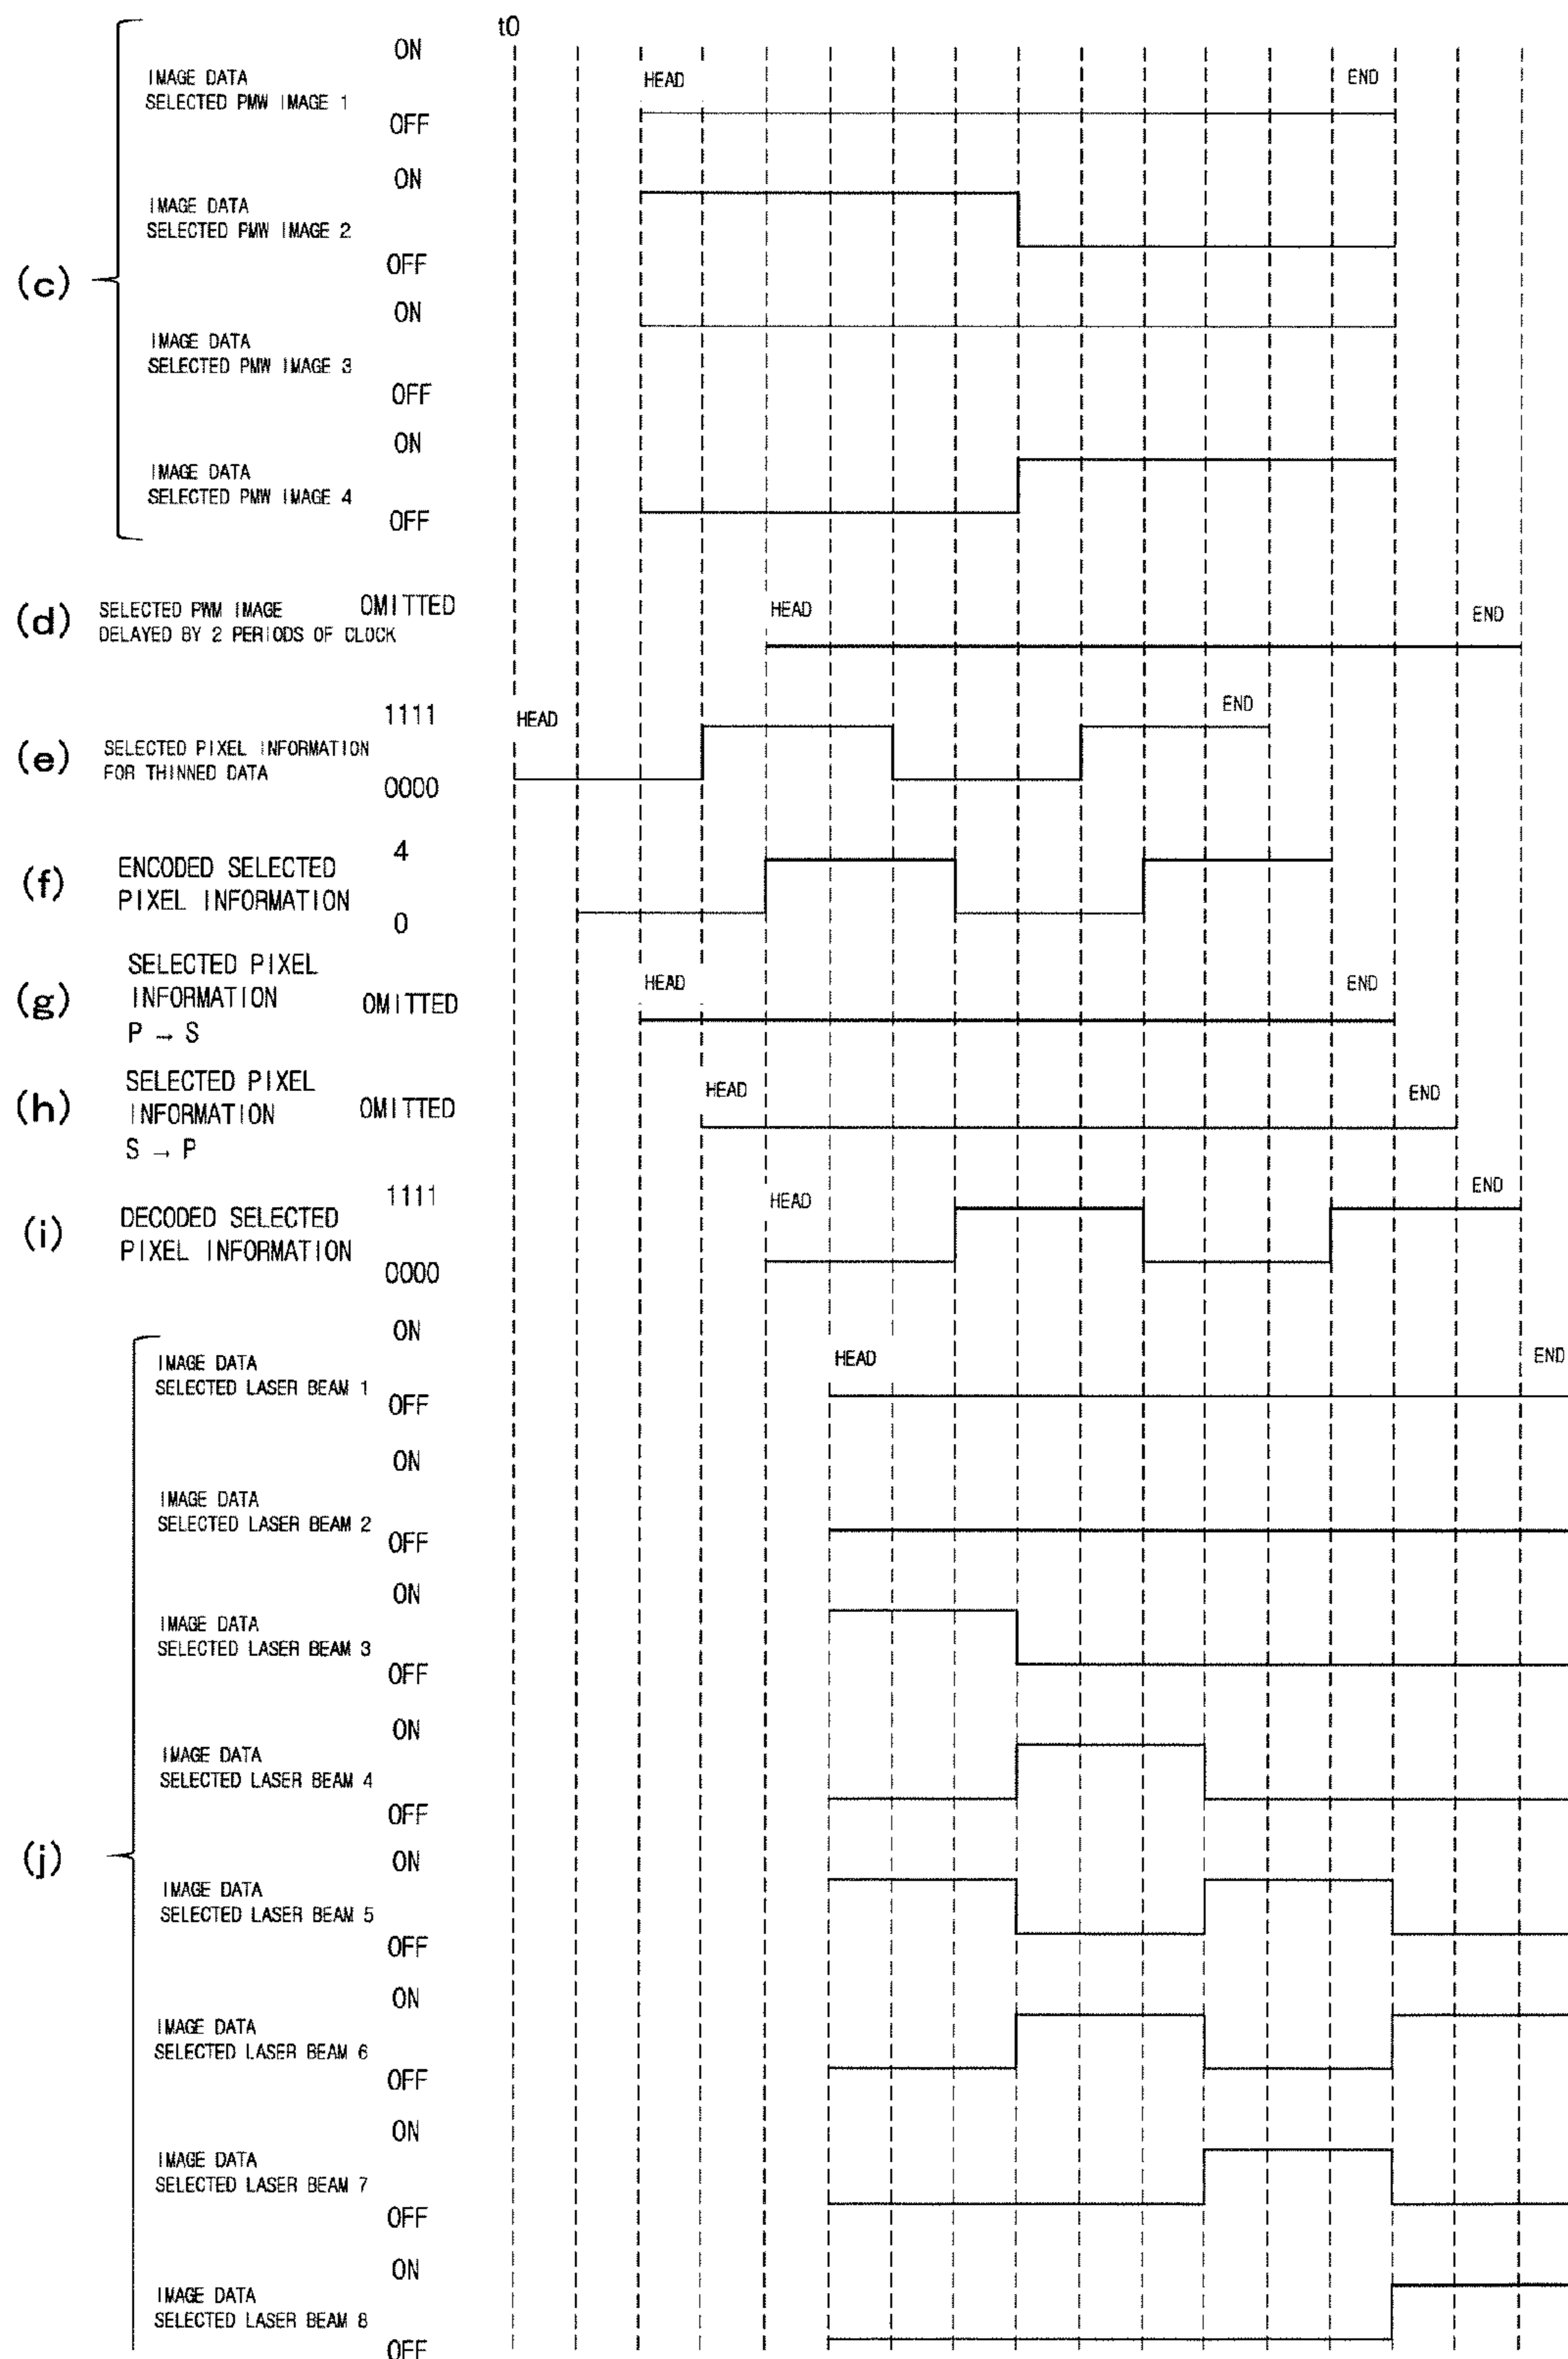 t0
ON
IMAGE DATA
SELECTED PMW IMAGE 1
HEAD
END
OFF
ON
IMAGE DATA
SELECTED PMW IMAGE 2
OFF
(c)
ON
IMAGE DATA
SELECTED PMW IMAGE 3
OFF
ON
IMAGE DATA
SELECTED PMW IMAGE 4
OFF
(d)
SELECTED PWM IMAGE
DELAYED BY 2 PERIODS OF CLOCK
OMITTED
HEAD
END
(e)
SELECTED PIXEL INFORMATION
FOR THINNED DATA
1111
0000
HEAD
END
(f)
ENCODED SELECTED
PIXEL INFORMATION
4
0
(g)
SELECTED PIXEL
INFORMATION
P → S
OMITTED
HEAD
END
(h)
SELECTED PIXEL
INFORMATION
S → P
OMITTED
HEAD
END
(i)
DECODED SELECTED
PIXEL INFORMATION
1111
0000
HEAD
END
ON
IMAGE DATA
SELECTED LASER BEAM 1
OFF
HEAD
END
ON
IMAGE DATA
SELECTED LASER BEAM 2
OFF
ON
IMAGE DATA
SELECTED LASER BEAM 3
OFF
ON
IMAGE DATA
SELECTED LASER BEAM 4
OFF
(j)
ON
IMAGE DATA
SELECTED LASER BEAM 5
OFF
ON
IMAGE DATA
SELECTED LASER BEAM 6
OFF
ON
IMAGE DATA
SELECTED LASER BEAM 7
OFF
ON
IMAGE DATA
SELECTED LASER BEAM 8
OFF